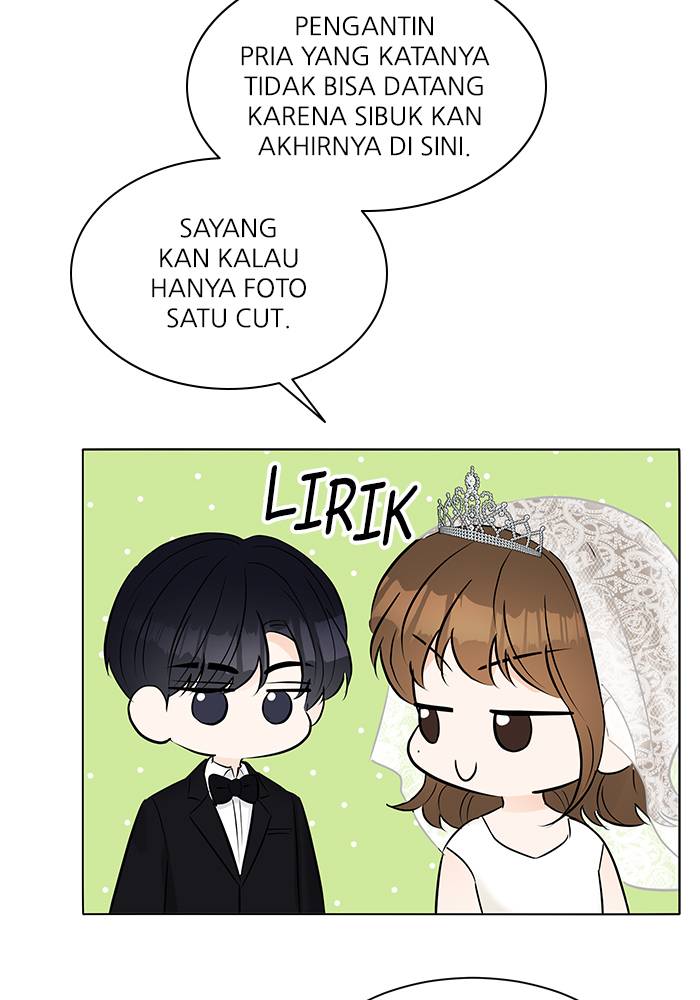 PENGANTIN
PRIA YANG KATANYA
TIDAK BISA DATANG
KARENA SIBUK KAN
AKHIRNYA DI SINI.
SAYANG
KAN KALAU
HANYA FOTO
SATU CUT.
LIRIK